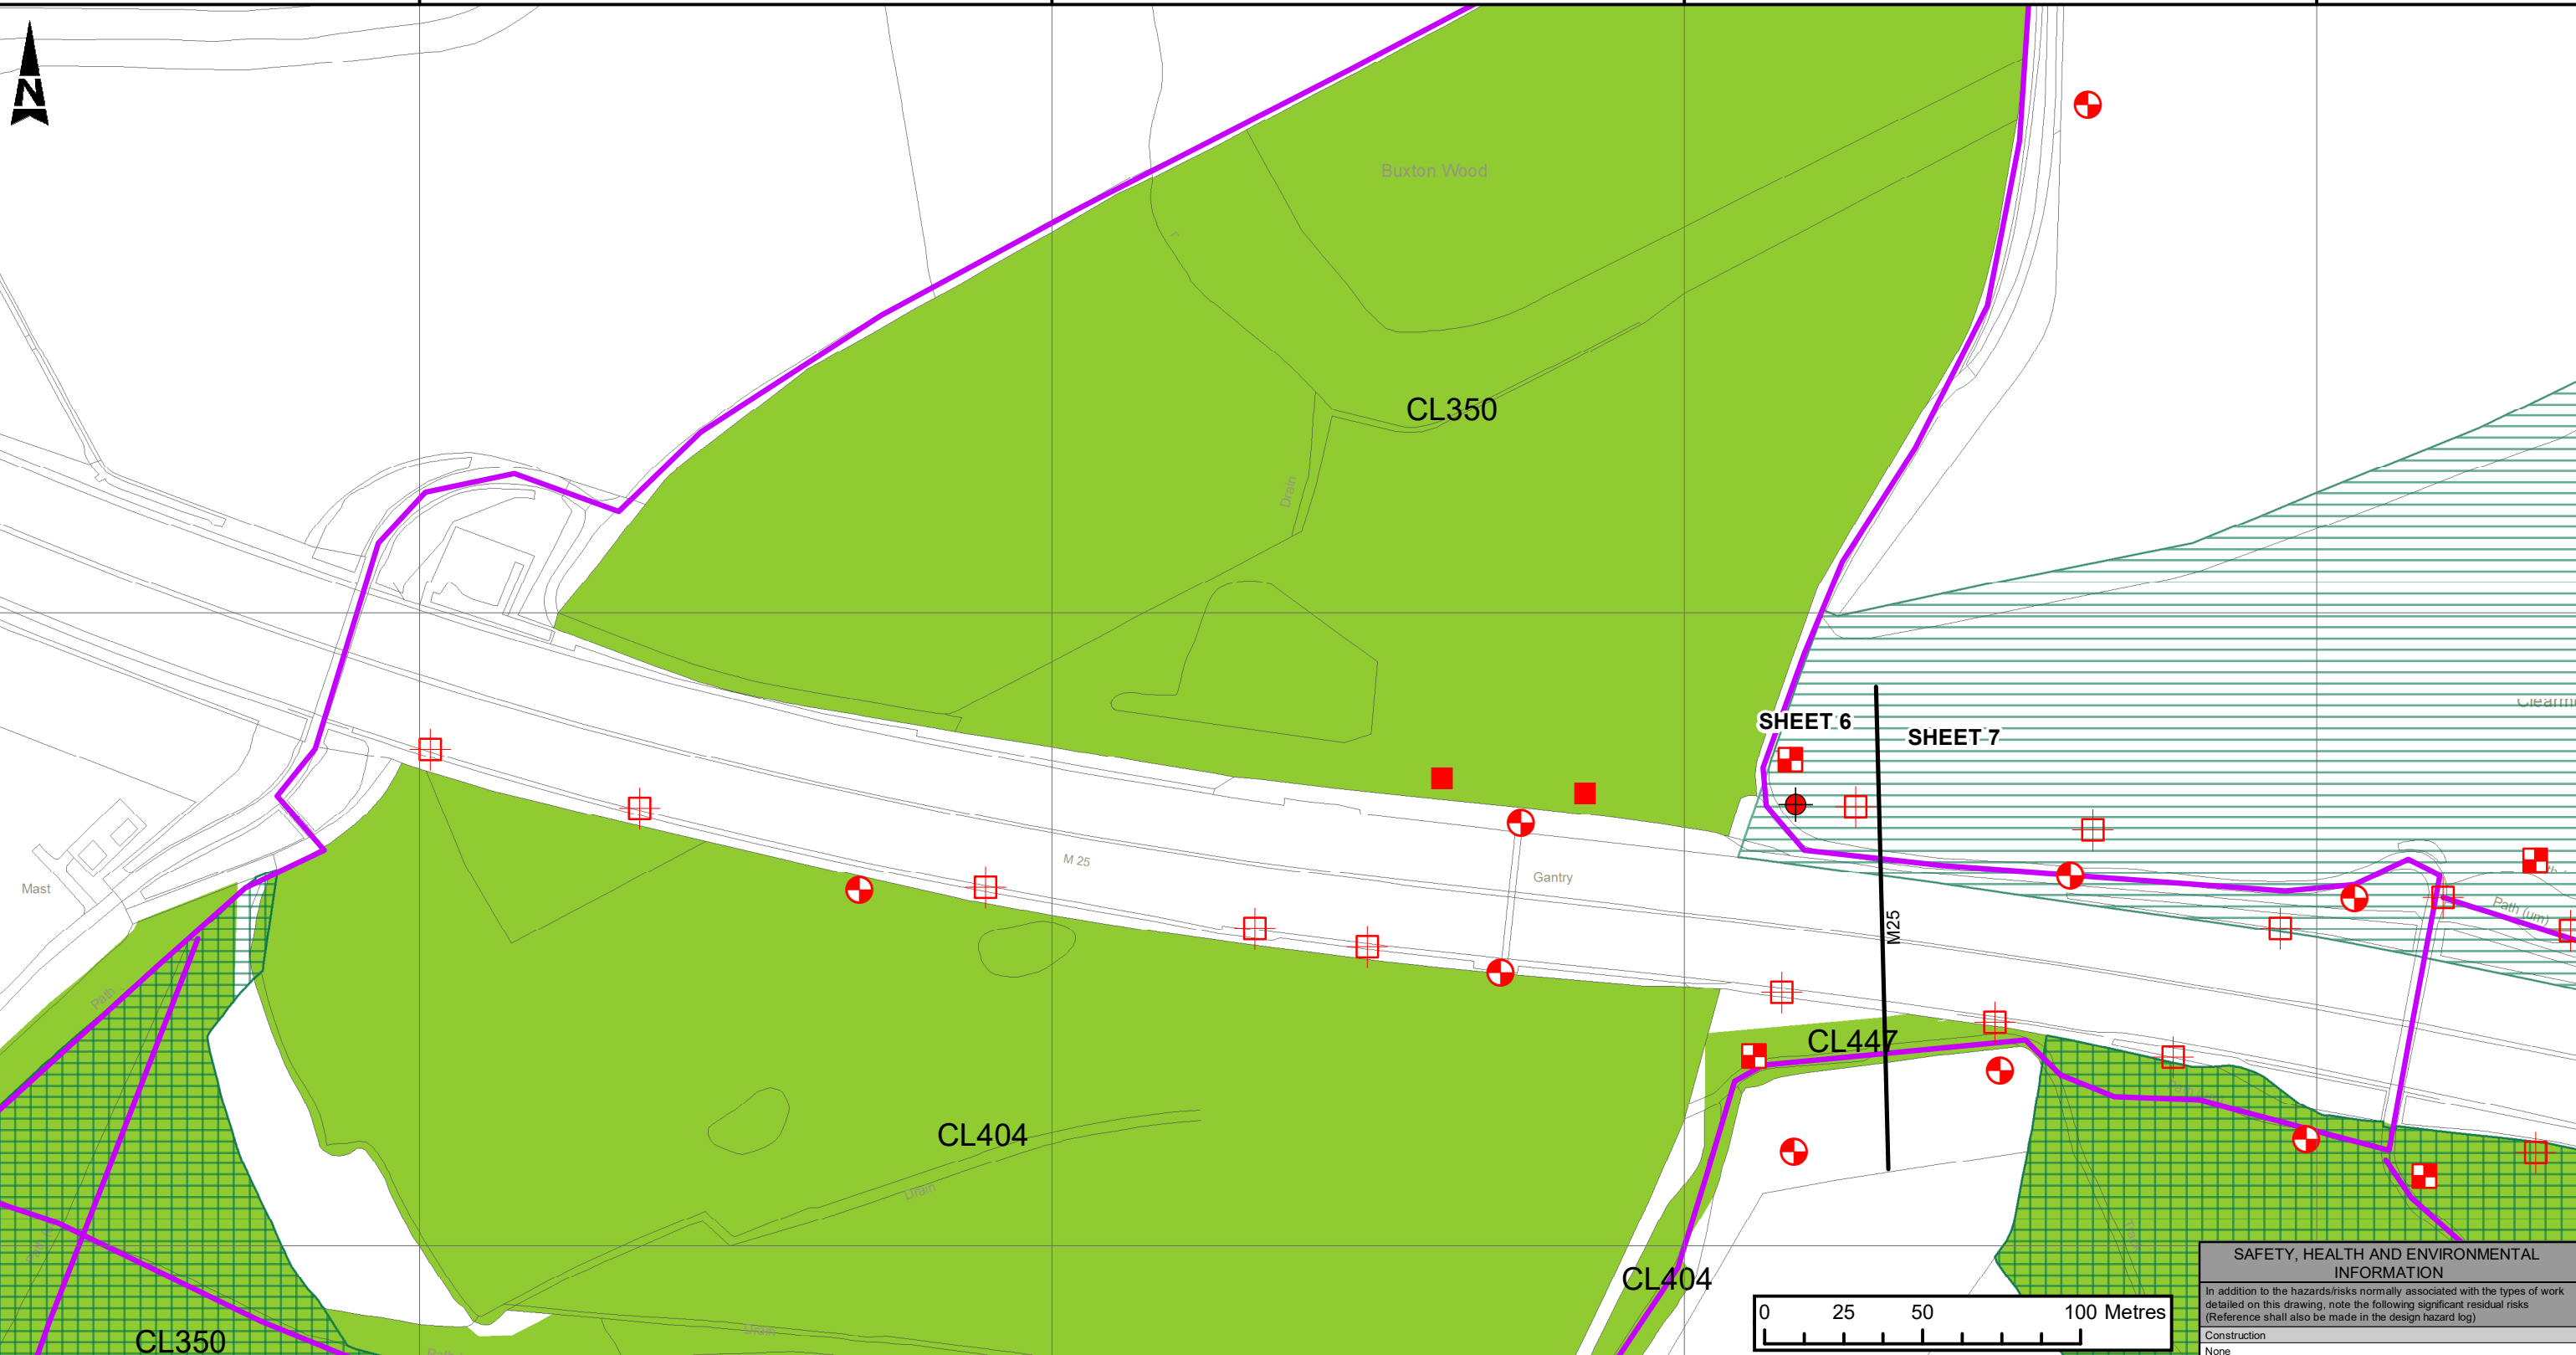 N
Buxton Wood
CL350
Drain
SHEET 6
SHEET 7
M 25
Gantry
M25
Mast
Path (um)
Path
CL447
CL404
Drain
CL404
CL350
Drain
0 25 50 100 Metres
SAFETY, HEALTH AND ENVIRONMENTAL
INFORMATION
In addition to the hazards/risks normally associated with the types of work
detailed on this drawing, note the following significant residual risks
(Reference shall also be made in the design hazard log)
Construction
None